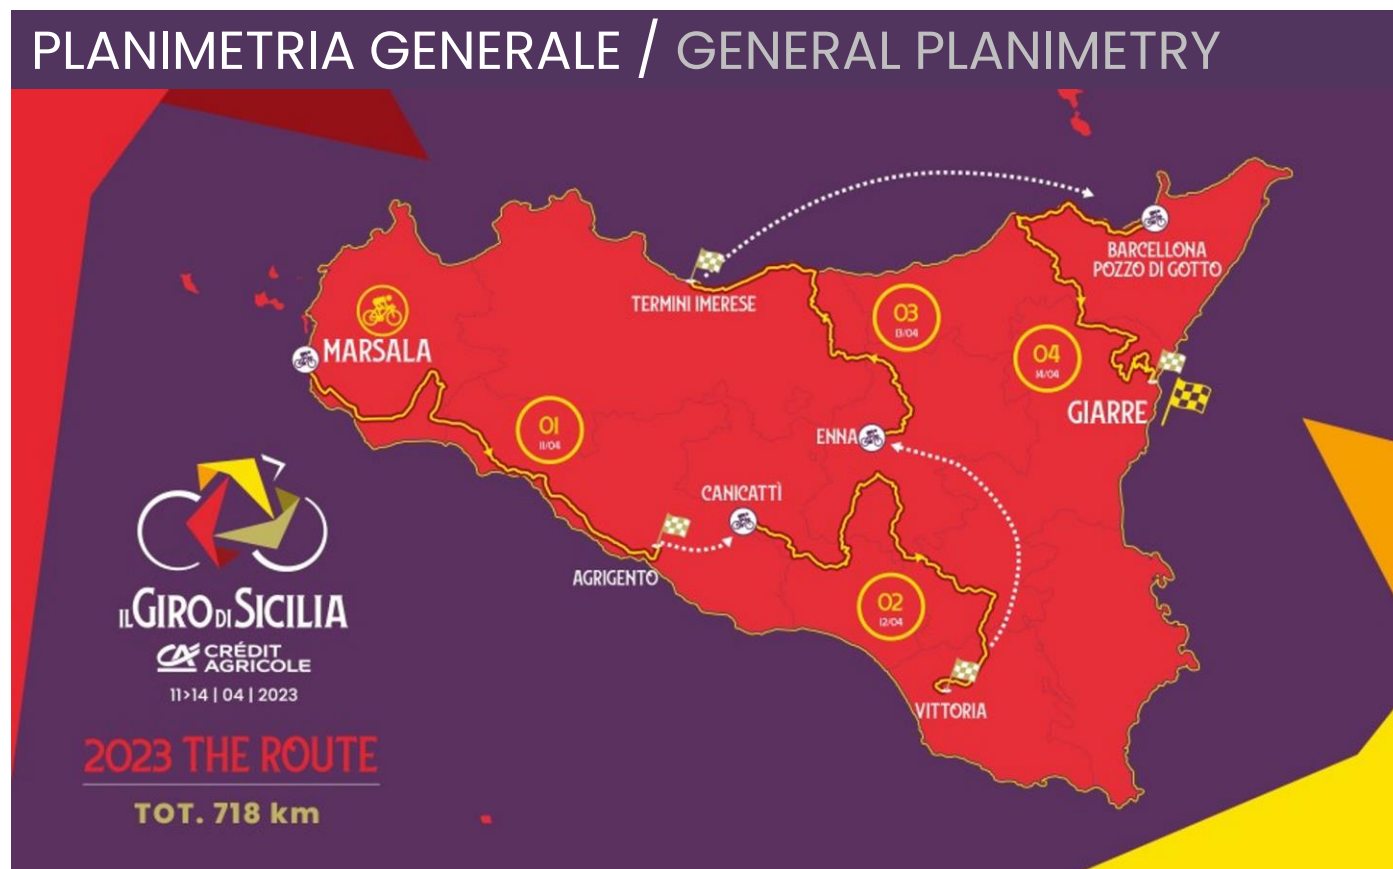 PLANIMETRIA GENERALE / GENERAL PLANIMETRY
BARCELLONA
POZZO DI GOTTO
TERMINI IMERESE
03
13/04
MARSALA
04
14/04
GIARRE
01
11/04
ENNA
CANICATTÌ
AGRIGENTO
02
12/04
VITTORIA
IL GIRO DI SICILIA
CA CRÉDIT
AGRICOLE
11>14 | 04 | 2023
2023 THE ROUTE
TOT. 718 km